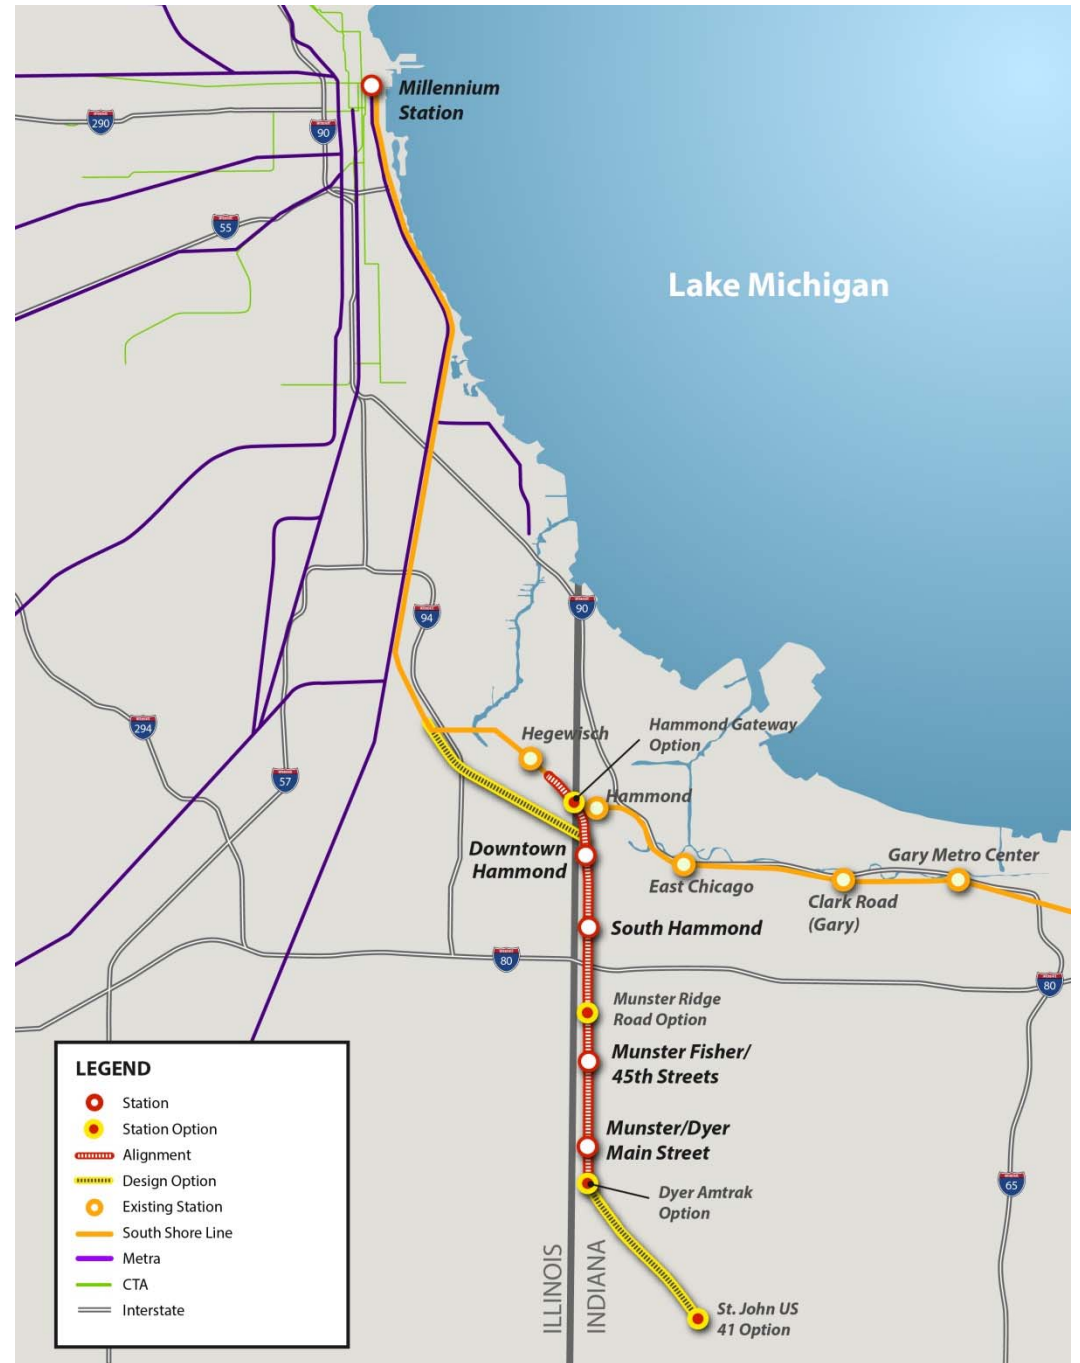 Millennium
Station
290
90
55
Lake Michigan
94
90
294
57
Hegewisch
Hammond Gateway
Option
Hammond
Downtown
Hammond
East Chicago
Gary Metro Center
Clark Road
(Gary)
South Hammond
80
80
Munster Ridge
Road Option
Munster Fisher/
45th Streets
Munster/Dyer
Main Street
Dyer Amtrak
Option
65
ILLINOIS
INDIANA
St. John US
41 Option
LEGEND
Station
Station Option
Alignment
Design Option
Existing Station
South Shore Line
Metra
CTA
Interstate